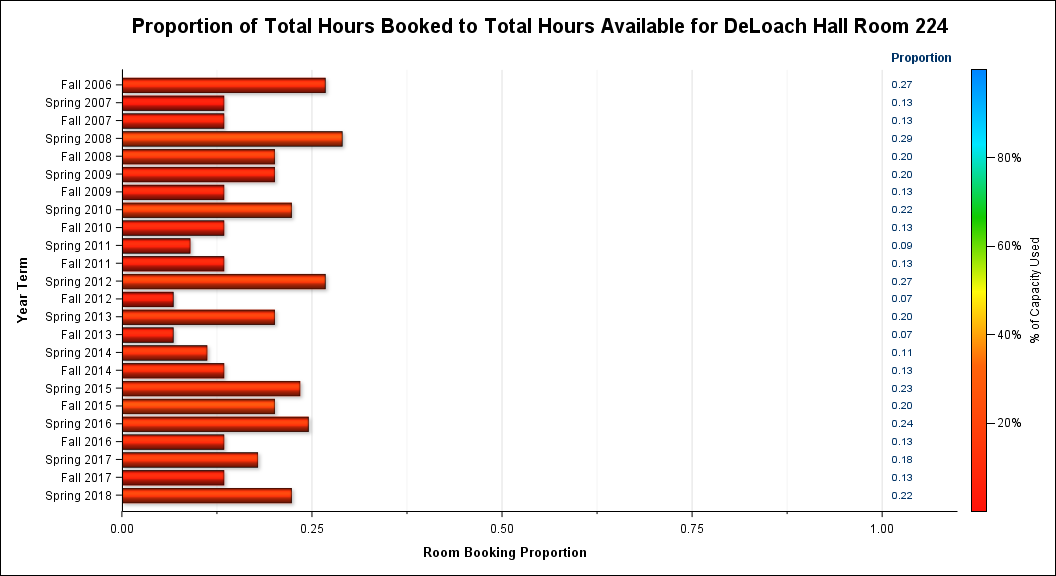 Proportion of Total Hours Booked to Total Hours Available for DeLoach Hall Room 224
Proportion
Fall 2006 0.27
Spring 2007 0.13
Fall 2007 0.13
Spring 2008 0.29
Fall 2008 0.20
Spring 2009 0.20
Fall 2009 0.13
Spring 2010 0.22
Fall 2010 0.13
Spring 2011 0.09
Fall 2011 0.13
Spring 2012 0.27
Fall 2012 0.07
Spring 2013 0.20
Fall 2013 0.07
Spring 2014 0.11
Fall 2014 0.13
Spring 2015 0.23
Fall 2015 0.20
Spring 2016 0.24
Fall 2016 0.13
Spring 2017 0.18
Fall 2017 0.13
Spring 2018 0.22
Year Term
0.00 0.25 0.50 0.75 1.00
Room Booking Proportion
80%
60%
40%
20%
% of Capacity Used